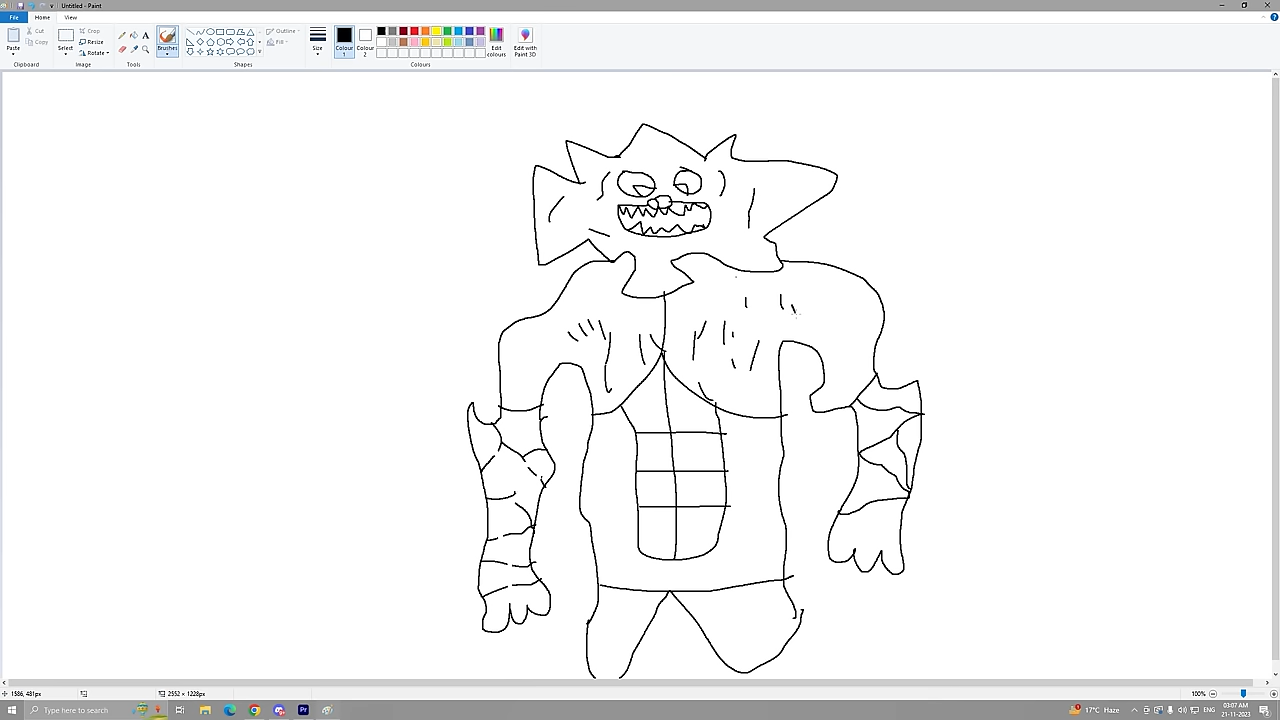 Untitled - Paint
File Home View
Paste Cut Copy Select Crop Resize Rotate Brushes Outline Fill Size Colour 1 Colour 2 Edit colours Edit with Paint 3D
Clipboard Image Tools Shapes Colours
1586, 481px 2552 × 1228px 100%
Type here to search Pr 17°C Haze ENG 03:07 AM
21-11-2023